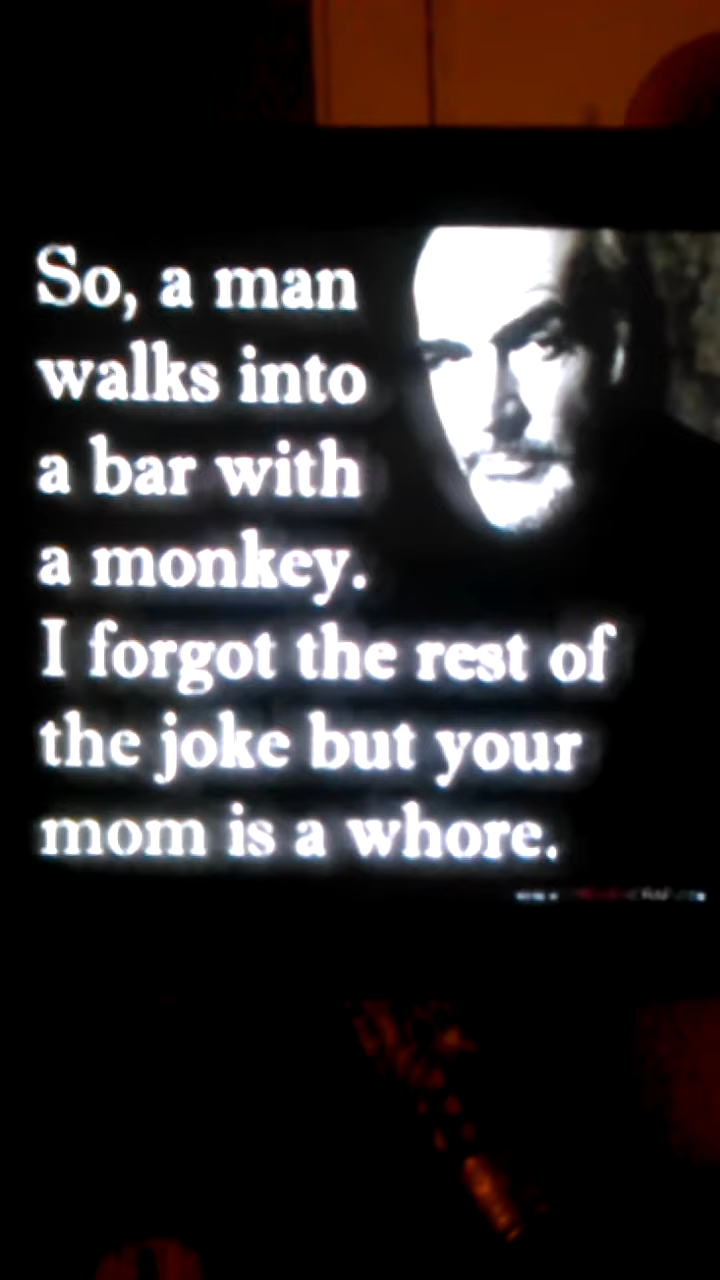 So, a man
walks into
a bar with
a monkey.
I forgot the rest of
the joke but your
mom is a whore.